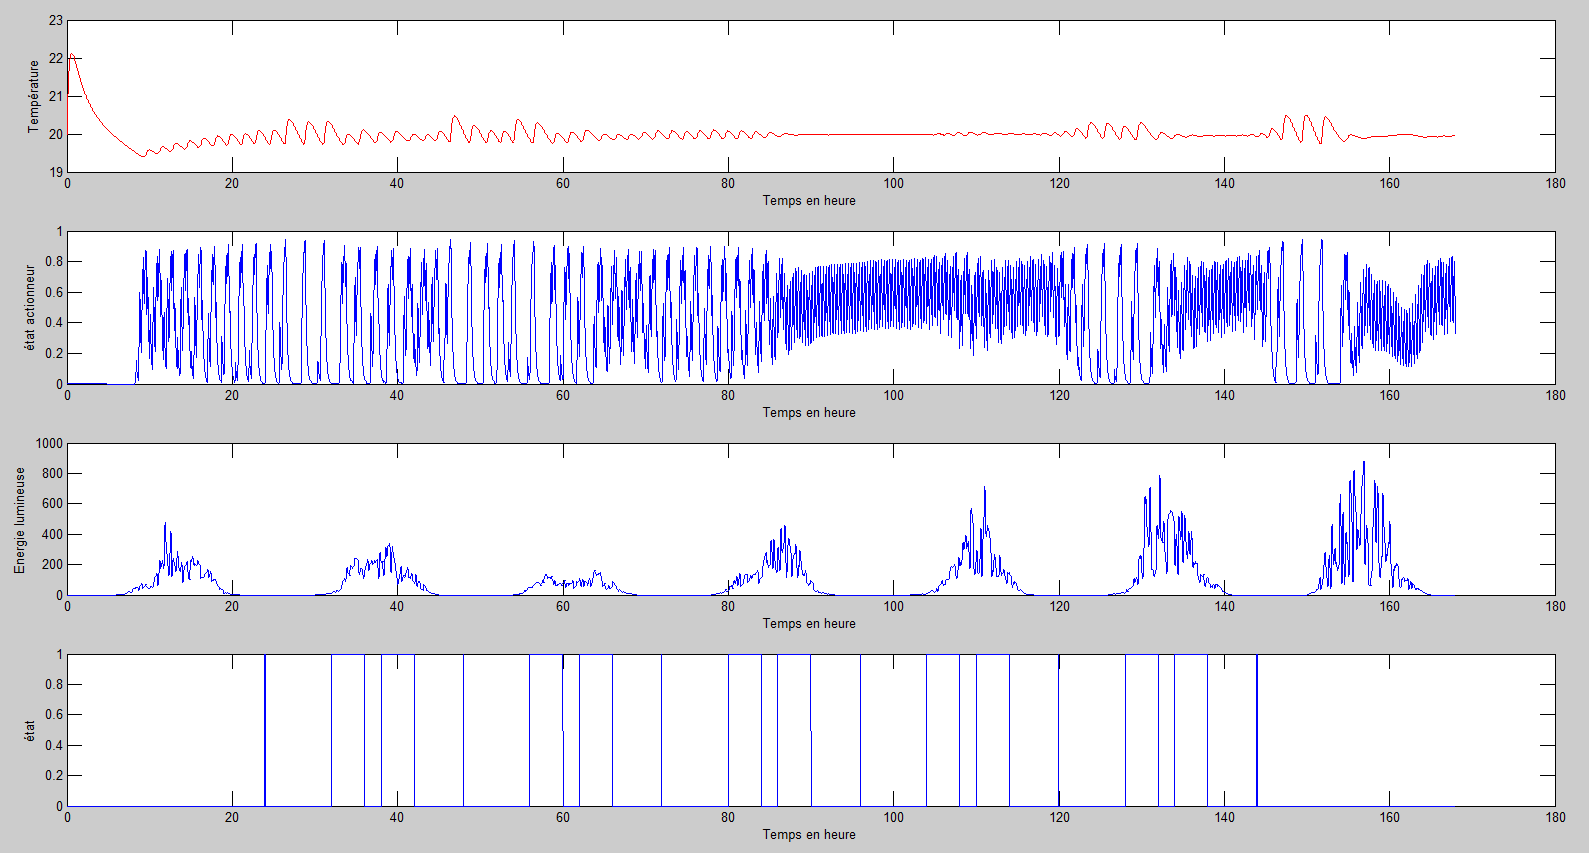 23
22
21
20
19
Température
0 20 40 60 80 100 120 140 160 180
Temps en heure
1
0.8
0.6
0.4
0.2
0
état actionneur
0 20 40 60 80 100 120 140 160 180
Temps en heure
1000
800
600
400
200
0
Energie lumineuse
0 20 40 60 80 100 120 140 160 180
Temps en heure
1
0.8
0.6
0.4
0.2
0
état
0 20 40 60 80 100 120 140 160 180
Temps en heure